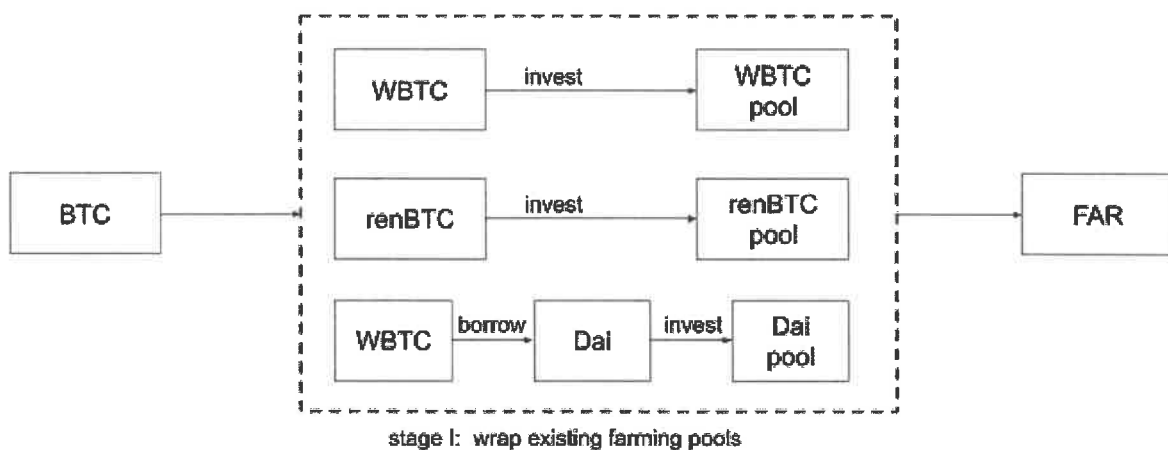 invest
WBTC
WBTC
pool
BTC
invest
renBTC
renBTC
pool
FAR
borrow
invest
WBTC
Dai
Dai
pool
stage I: wrap existing farming pools